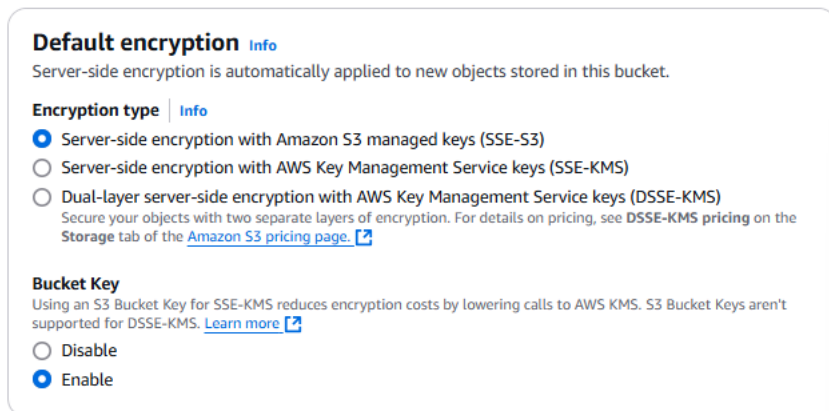 Default encryption Info
Server-side encryption is automatically applied to new objects stored in this bucket.
Encryption type Info
Server-side encryption with Amazon S3 managed keys (SSE-S3)
Server-side encryption with AWS Key Management Service keys (SSE-KMS)
Dual-layer server-side encryption with AWS Key Management Service keys (DSSE-KMS)
Secure your objects with two separate layers of encryption. For details on pricing, see DSSE-KMS pricing on the
Storage tab of the Amazon S3 pricing page.
Bucket Key
Using an S3 Bucket Key for SSE-KMS reduces encryption costs by lowering calls to AWS KMS. S3 Bucket Keys aren't
supported for DSSE-KMS. Learn more
Disable
Enable